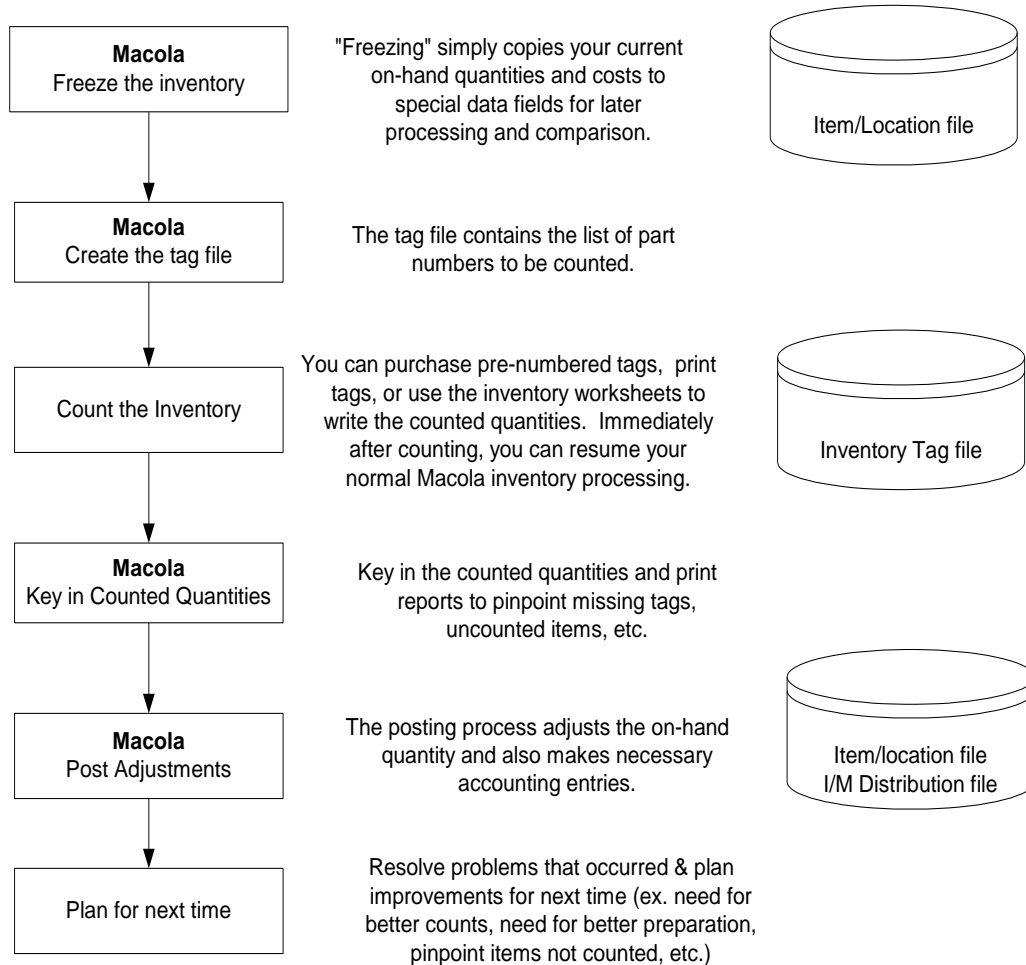 Macola
Freeze the inventory
"Freezing" simply copies your current
on-hand quantities and costs to
special data fields for later
processing and comparison.
Item/Location file
Macola
Create the tag file
The tag file contains the list of part
numbers to be counted.
Count the Inventory
You can purchase pre-numbered tags, print
tags, or use the inventory worksheets to
write the counted quantities. Immediately
after counting, you can resume your
normal Macola inventory processing.
Inventory Tag file
Macola
Key in Counted Quantities
Key in the counted quantities and print
reports to pinpoint missing tags,
uncounted items, etc.
Macola
Post Adjustments
The posting process adjusts the on-hand
quantity and also makes necessary
accounting entries.
Item/location file
I/M Distribution file
Plan for next time
Resolve problems that occurred & plan
improvements for next time (ex. need for
better counts, need for better preparation,
pinpoint items not counted, etc.)